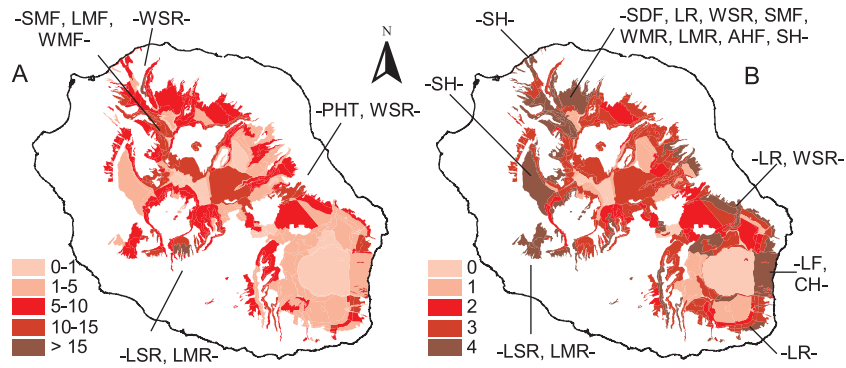 -SMF, LMF,
WMF-
-WSR-
A
N
-PHT, WSR-
0-1
1-5
5-10
10-15
> 15
-LSR, LMR-
-SH-
-SDF, LR, WSR, SMF,
WMR, LMR, AHF, SH-
B
-SH-
-LR, WSR-
-LF,
CH-
0
1
2
3
4
-LSR, LMR-
-LR-